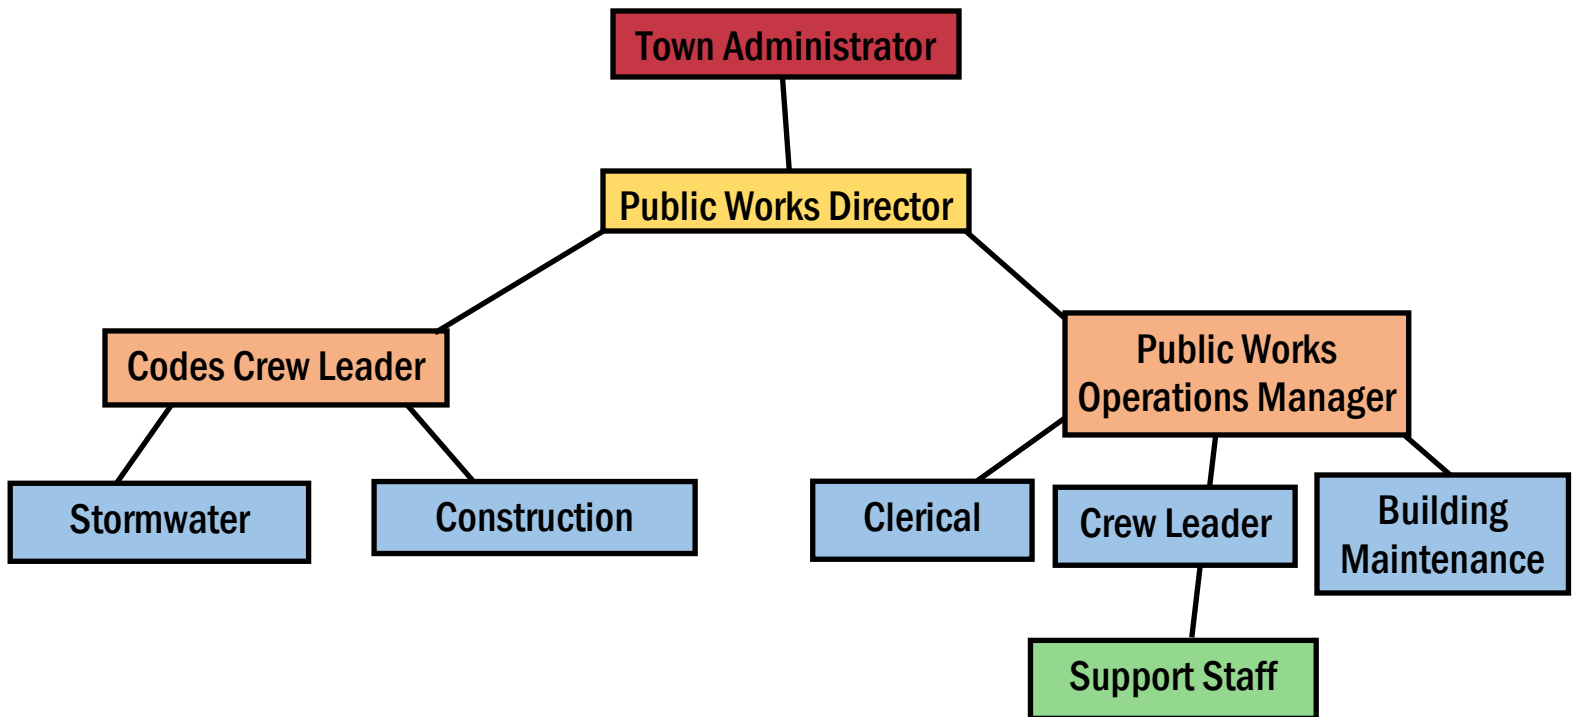 Town Administrator
Public Works Director
Codes Crew Leader
Public Works
Operations Manager
Stormwater
Construction
Clerical
Crew Leader
Building
Maintenance
Support Staff